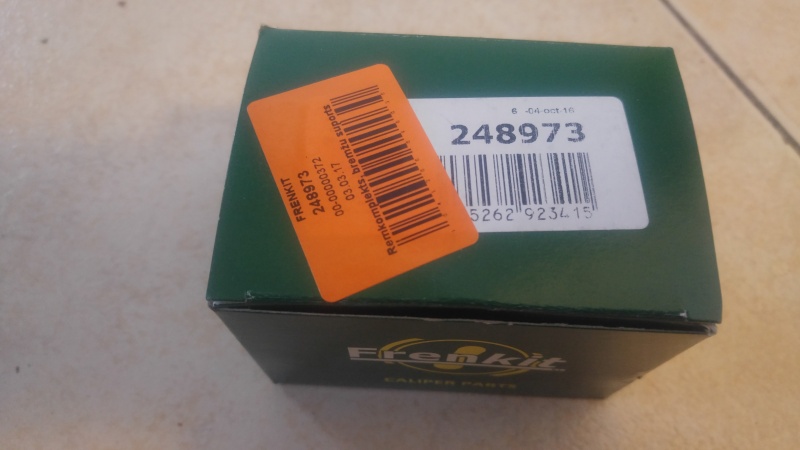 FRENKIT
248973
00-00000372
03.03.17
Remkomplekts, bremžu suports
6 -04-oct-16
248973
5262 923415
Frenkit
CALIPER PARTS